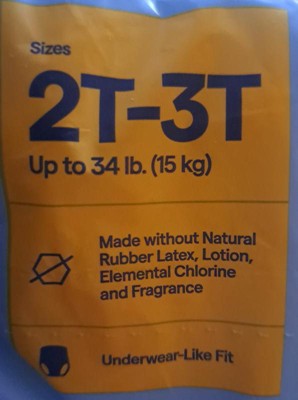 Sizes
2T-3T
Up to 34 lb. (15 kg)
Made without Natural
Rubber Latex, Lotion,
Elemental Chlorine
and Fragrance
Underwear-Like Fit